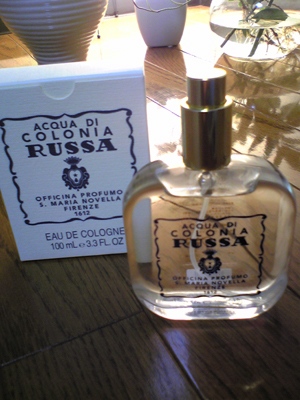 ACQUA DI
COLONIA
RUSSA
OFFICINA PROFUMO
S. MARIA NOVELLA
FIRENZE
1612
EAU DE COLOGNE
100 mL e 3.3 FL. OZ
ACQUA DI
COLONIA
RUSSA
OFFICINA PROFUMO
S. MARIA NOVELLA
FIRENZE
1612